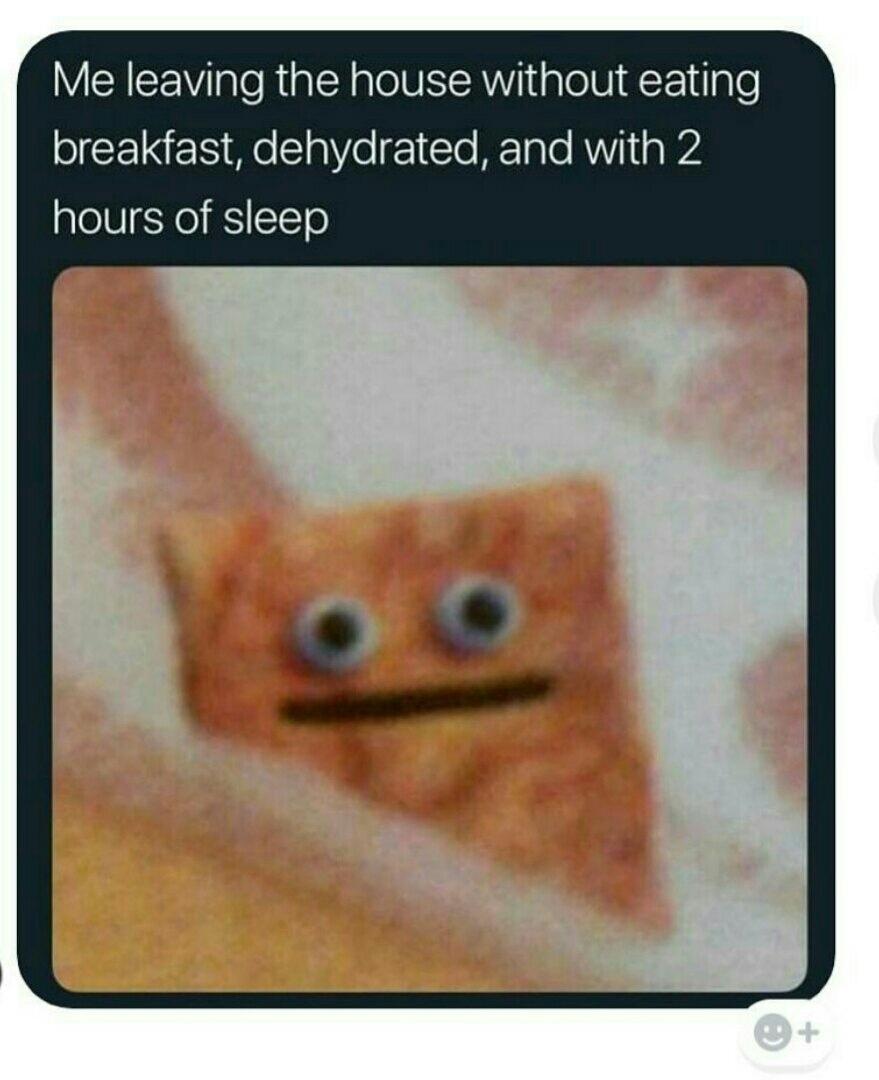 Me leaving the house without eating
breakfast, dehydrated, and with 2
hours of sleep